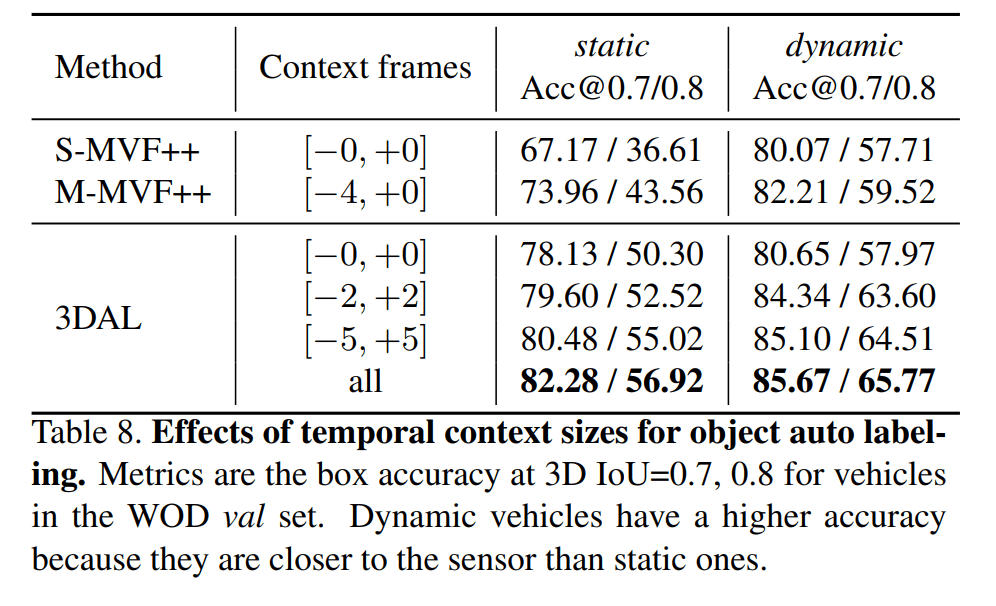 Method Context frames static dynamic
Acc@0.7/0.8 Acc@0.7/0.8
S-MVF++ [−0, +0] 67.17 / 36.61 80.07 / 57.71
M-MVF++ [−4, +0] 73.96 / 43.56 82.21 / 59.52
3DAL [−0, +0] 78.13 / 50.30 80.65 / 57.97
[−2, +2] 79.60 / 52.52 84.34 / 63.60
[−5, +5] 80.48 / 55.02 85.10 / 64.51
all 82.28 / 56.92 85.67 / 65.77
Table 8. Effects of temporal context sizes for object auto label-
ing. Metrics are the box accuracy at 3D IoU=0.7, 0.8 for vehicles
in the WOD val set. Dynamic vehicles have a higher accuracy
because they are closer to the sensor than static ones.